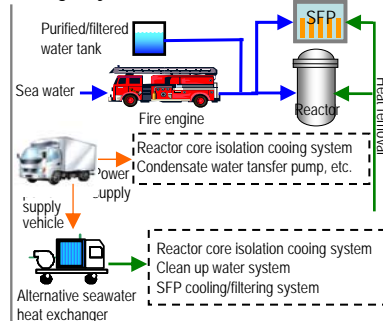 SFP
Purified/filtered
water tank
Sea water
Fire engine
Reactor
Heat removal
Reactor core isolation cooing system
Condensate water tansfer pump, etc.
Power
supply
supply
vehicle
Reactor core isolation cooing system
Clean up water system
SFP cooling/filtering system
Alternative seawater
heat exchanger